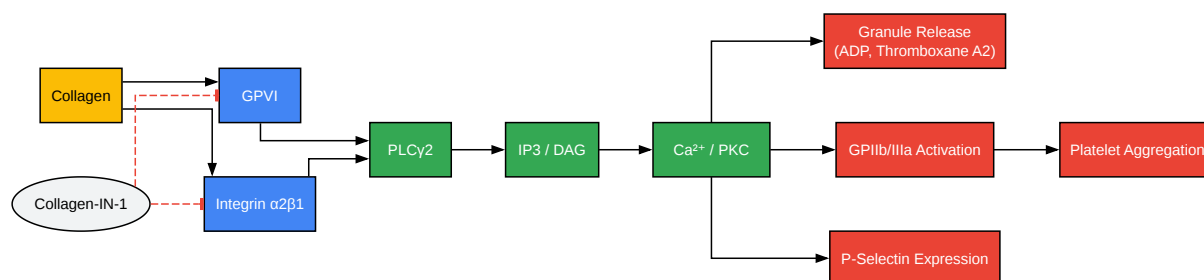 Granule Release
(ADP, Thromboxane A2)
Collagen
GPVI
PLCγ2
IP3 / DAG
Ca²⁺ / PKC
GPIIb/IIIa Activation
Platelet Aggregation
Collagen-IN-1
Integrin α2β1
P-Selectin Expression